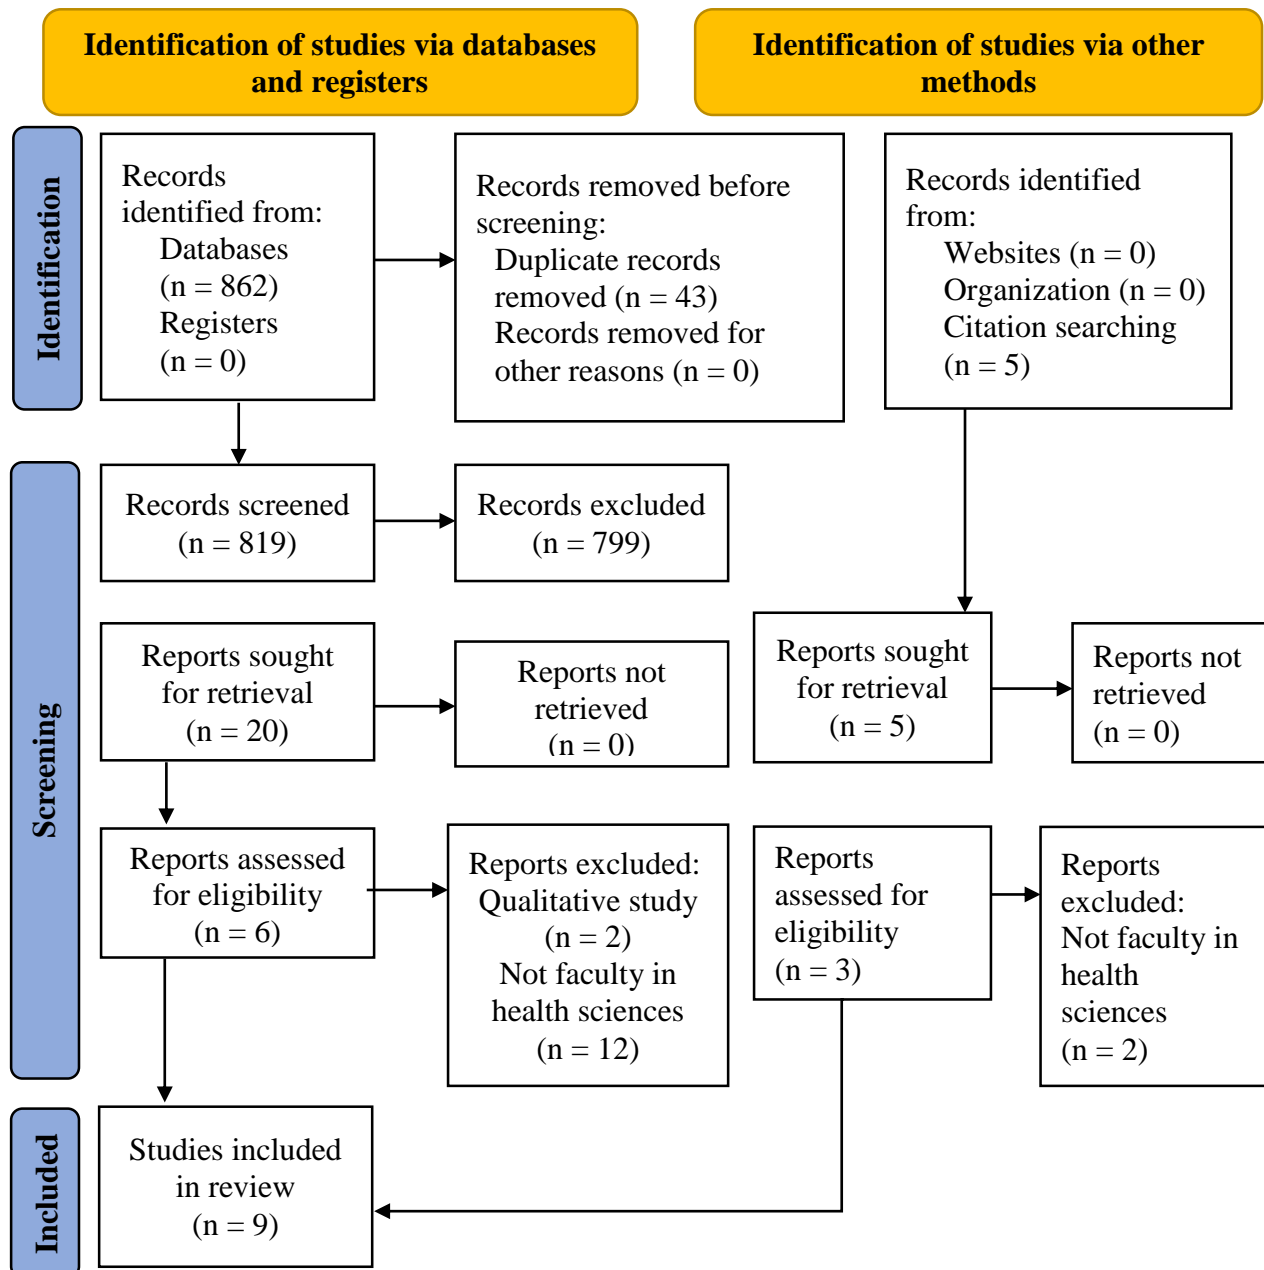 Identification of studies via databases
and registers
Identification of studies via other
methods
Identification
Records
identified from:
Databases
(n = 862)
Registers
(n = 0)
Records removed before
screening:
Duplicate records
removed (n = 43)
Records removed for
other reasons (n = 0)
Records identified
from:
Websites (n = 0)
Organization (n = 0)
Citation searching
(n = 5)
Screening
Records screened
(n = 819)
Records excluded
(n = 799)
Reports sought
for retrieval
(n = 20)
Reports not
retrieved
(n = 0)
Reports sought
for retrieval
(n = 5)
Reports not
retrieved
(n = 0)
Reports assessed
for eligibility
(n = 6)
Reports excluded:
Qualitative study
(n = 2)
Not faculty in
health sciences
(n = 12)
Reports
assessed for
eligibility
(n = 3)
Reports
excluded:
Not faculty in
health
sciences
(n = 2)
Included
Studies included
in review
(n = 9)